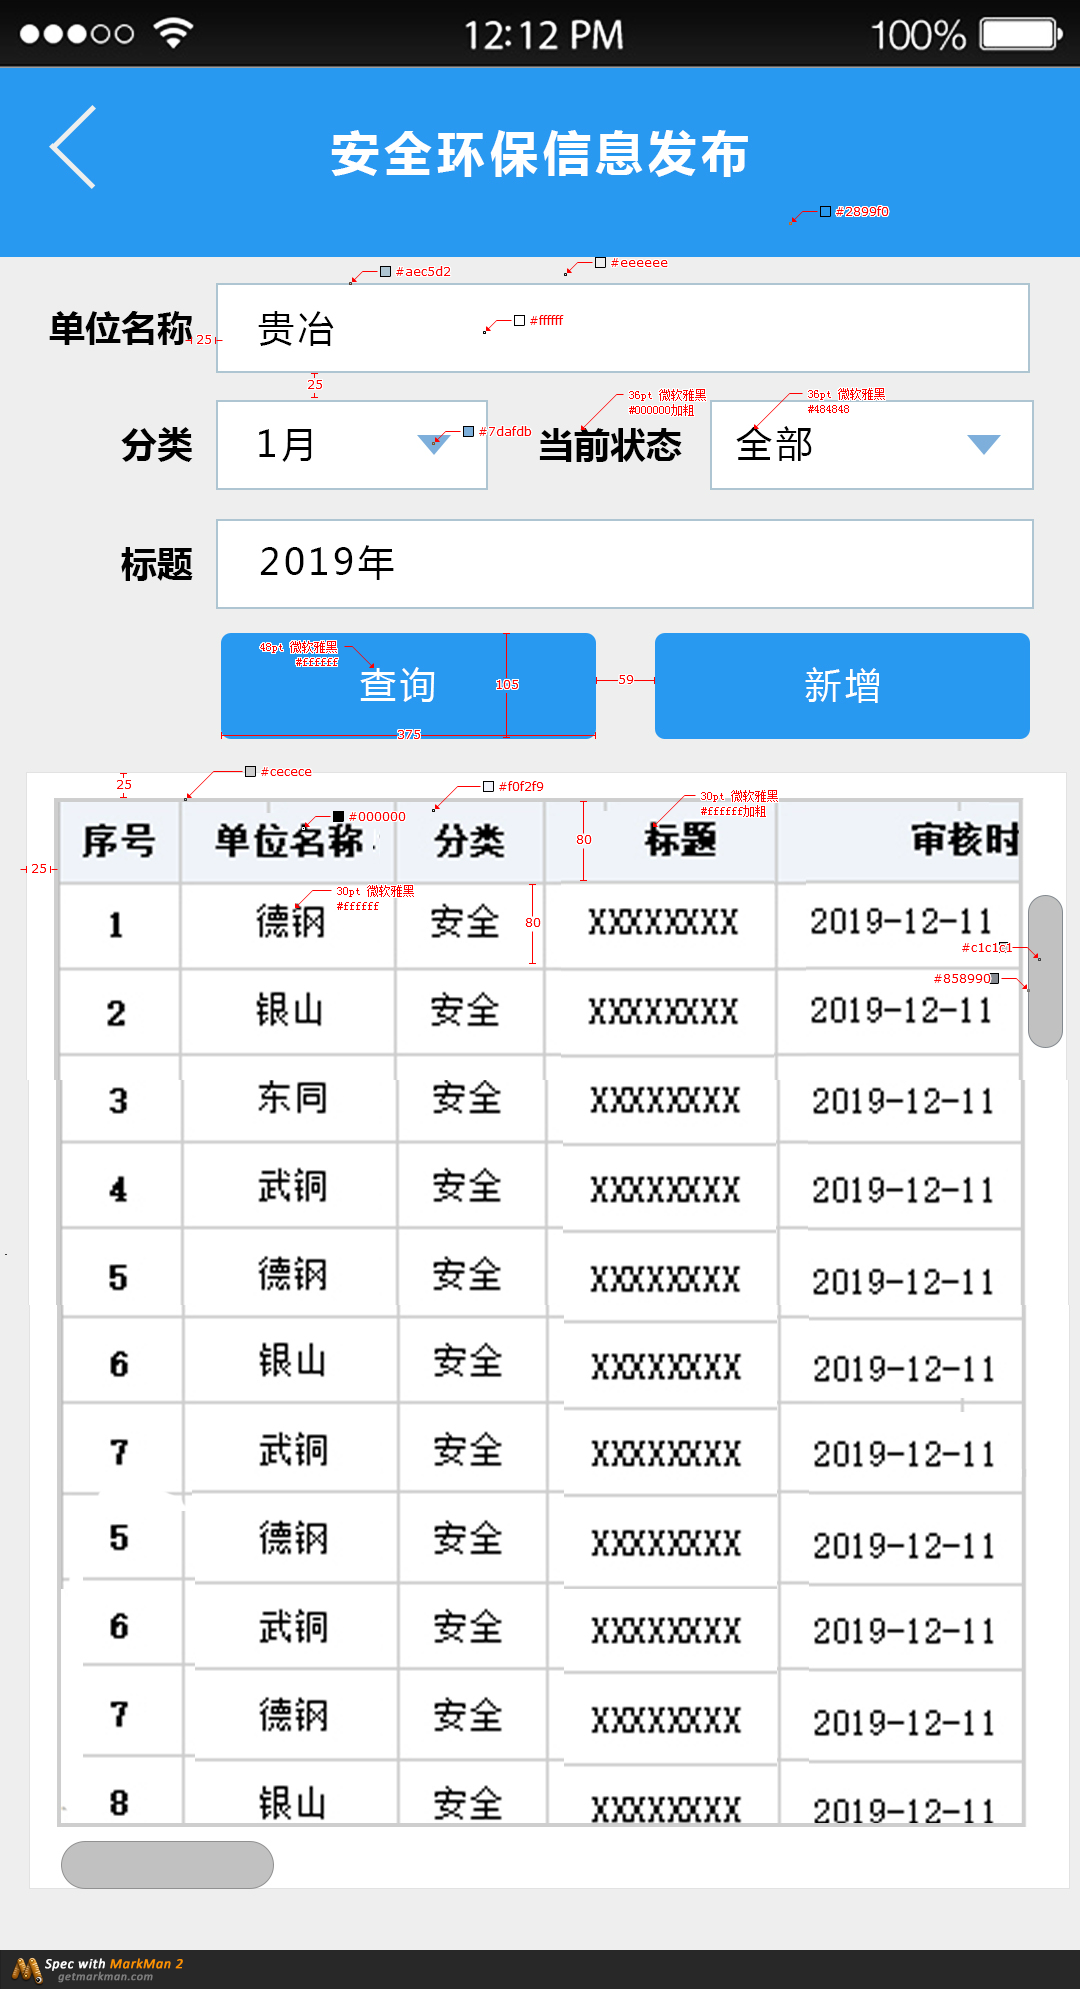 12:12 PM 100%
安全环保信息发布
#2899f0
#aec5d2 #eeeeee
单位名称 25 贵冶 #ffffff
25
36pt 微软雅黑 #000000加粗
36pt 微软雅黑 #484848
分类 1月 #7dafdb 当前状态 全部
标题 2019年
48pt 微软雅黑 #ffffff
查询 105 59 新增
375
25 #cecece #f0f2f9
30pt 微软雅黑 #ffffff加粗
#000000
序号 单位名称 分类 80 标题 审核时
25
30pt 微软雅黑 #ffffff
1 德钢 安全 80 XXXXXXXX 2019-12-11
#c1c1c1
#858990
2 银山 安全 XXXXXXXX 2019-12-11
3 东同 安全 XXXXXXXX 2019-12-11
4 武铜 安全 XXXXXXXX 2019-12-11
5 德钢 安全 XXXXXXXX 2019-12-11
6 银山 安全 XXXXXXXX 2019-12-11
7 武铜 安全 XXXXXXXX 2019-12-11
5 德钢 安全 XXXXXXXX 2019-12-11
6 武铜 安全 XXXXXXXX 2019-12-11
7 德钢 安全 XXXXXXXX 2019-12-11
8 银山 安全 XXXXXXXX 2019-12-11
Spec with MarkMan 2
getmarkman.com